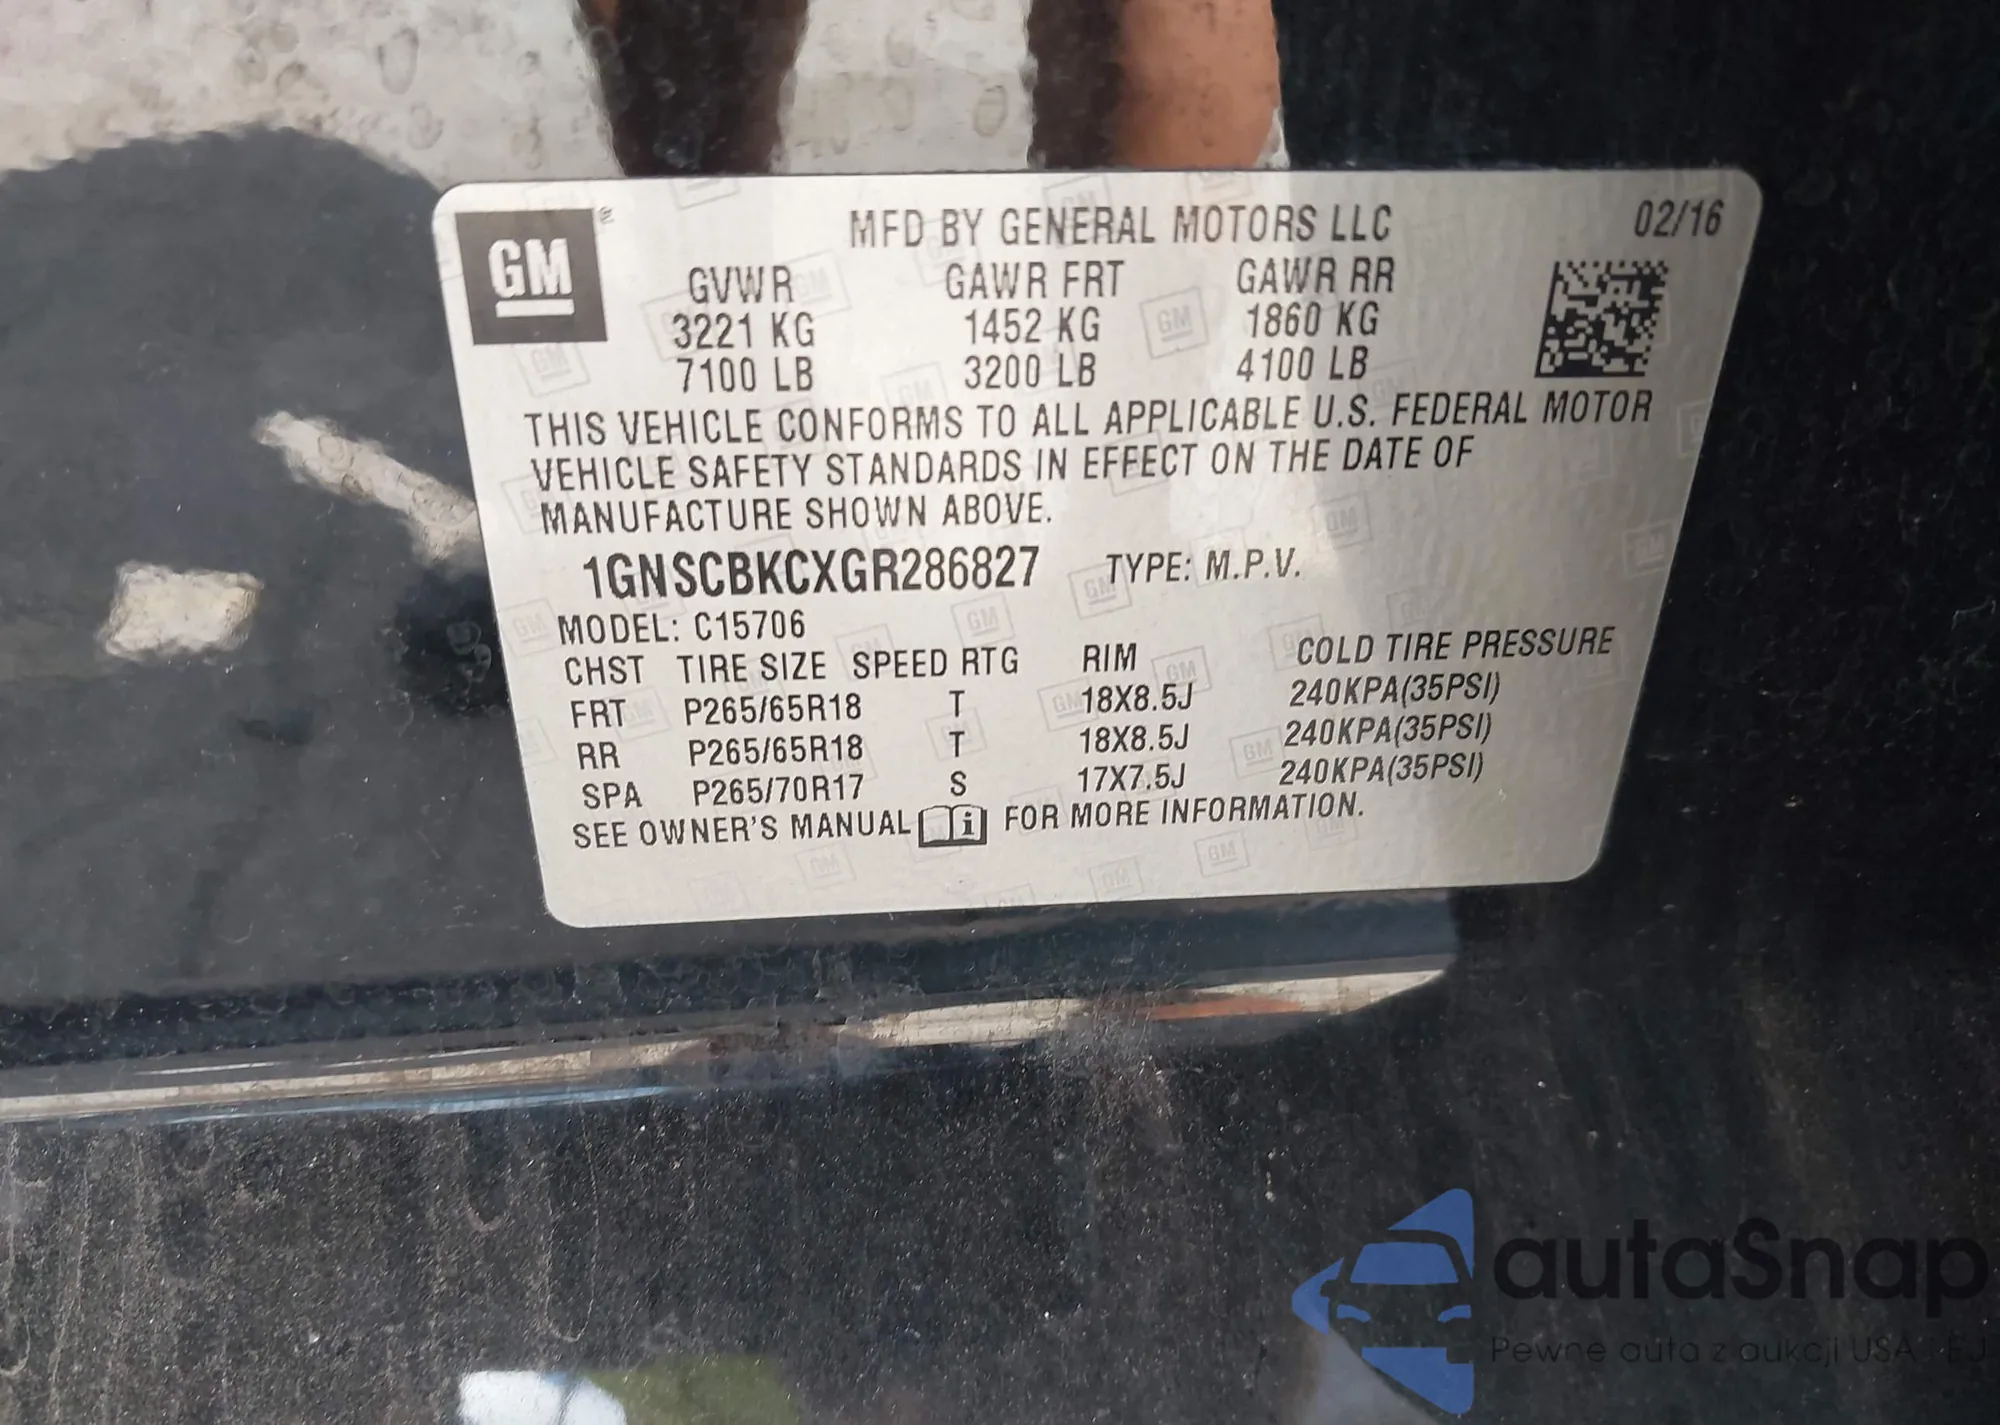 GM
MFD BY GENERAL MOTORS LLC 02/16
GVWR GAWR FRT GAWR RR
3221 KG 1452 KG 1860 KG
7100 LB 3200 LB 4100 LB
THIS VEHICLE CONFORMS TO ALL APPLICABLE U.S. FEDERAL MOTOR
VEHICLE SAFETY STANDARDS IN EFFECT ON THE DATE OF
MANUFACTURE SHOWN ABOVE.
1GNSCBKCXGR286827 TYPE: M.P.V.
MODEL: C15706
CHST TIRE SIZE SPEED RTG RIM COLD TIRE PRESSURE
FRT P265/65R18 T 18X8.5J 240KPA(35PSI)
RR P265/65R18 T 18X8.5J 240KPA(35PSI)
SPA P265/70R17 S 17X7.5J 240KPA(35PSI)
SEE OWNER'S MANUAL i FOR MORE INFORMATION.
autaSnap
Pewne auta z aukcji USA